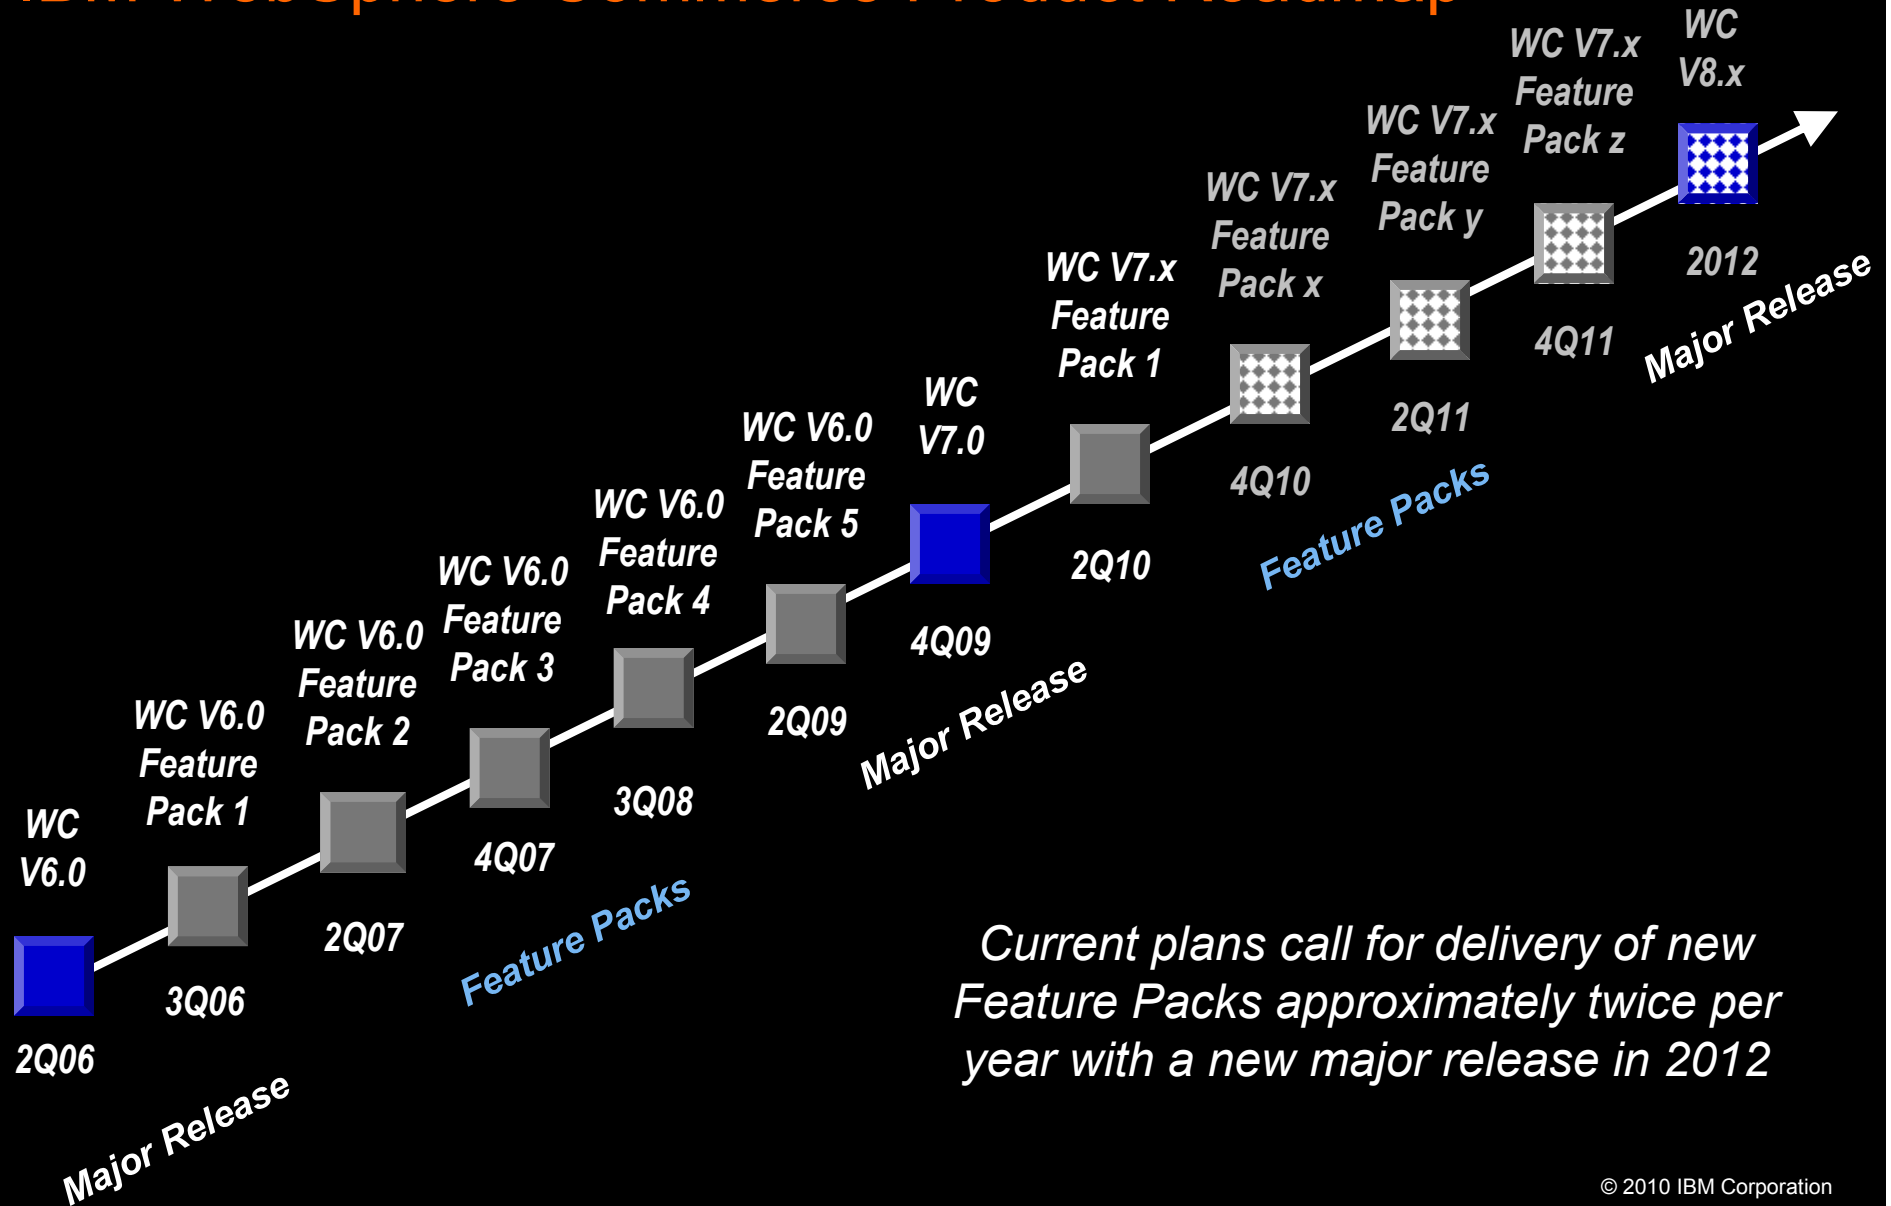 IBM WebSphere Commerce Product Roadmap
WC
V6.0
2Q06
Major Release
WC V6.0
Feature
Pack 1
3Q06
WC V6.0
Feature
Pack 2
2Q07
WC V6.0
Feature
Pack 3
4Q07
Feature Packs
WC V6.0
Feature
Pack 4
3Q08
WC V6.0
Feature
Pack 5
2Q09
WC
V7.0
4Q09
Major Release
WC V7.x
Feature
Pack 1
2Q10
WC V7.x
Feature
Pack x
4Q10
Feature Packs
WC V7.x
Feature
Pack y
2Q11
WC V7.x
Feature
Pack z
4Q11
WC
V8.x
2012
Major Release
Current plans call for delivery of new
Feature Packs approximately twice per
year with a new major release in 2012
© 2010 IBM Corporation